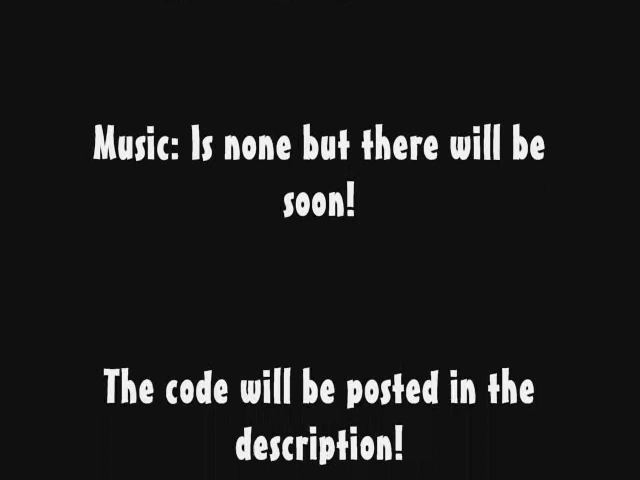 Music: Is none but there will be
soon!
The code will be posted in the
description!